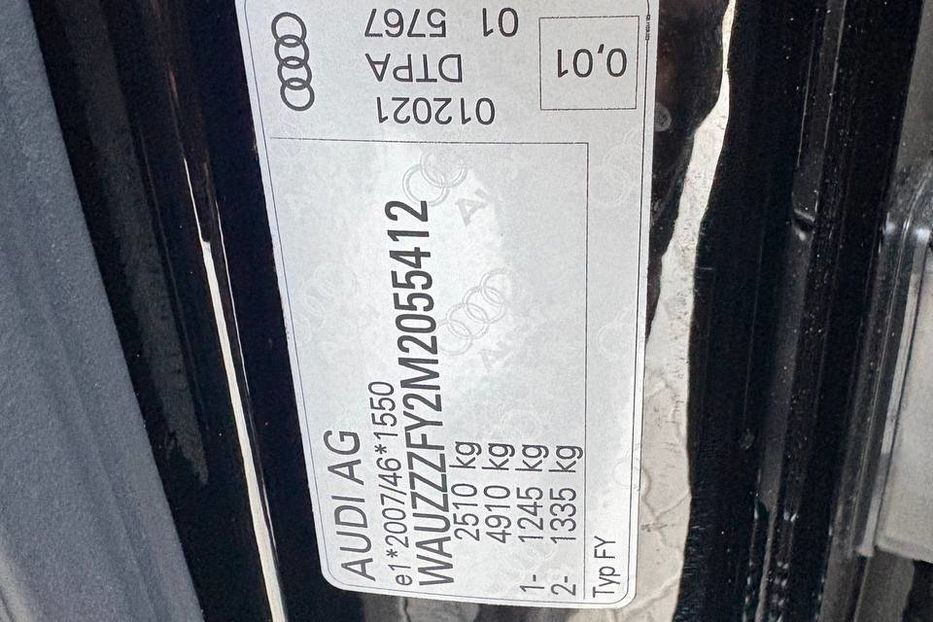 AUDI AG
e1*2007/46*1550
WAUZZZFY2M2055412
2510 kg
4910 kg
1- 1245 kg
2- 1335 kg
Typ FY
012021
DTPA
01 5767
0,01